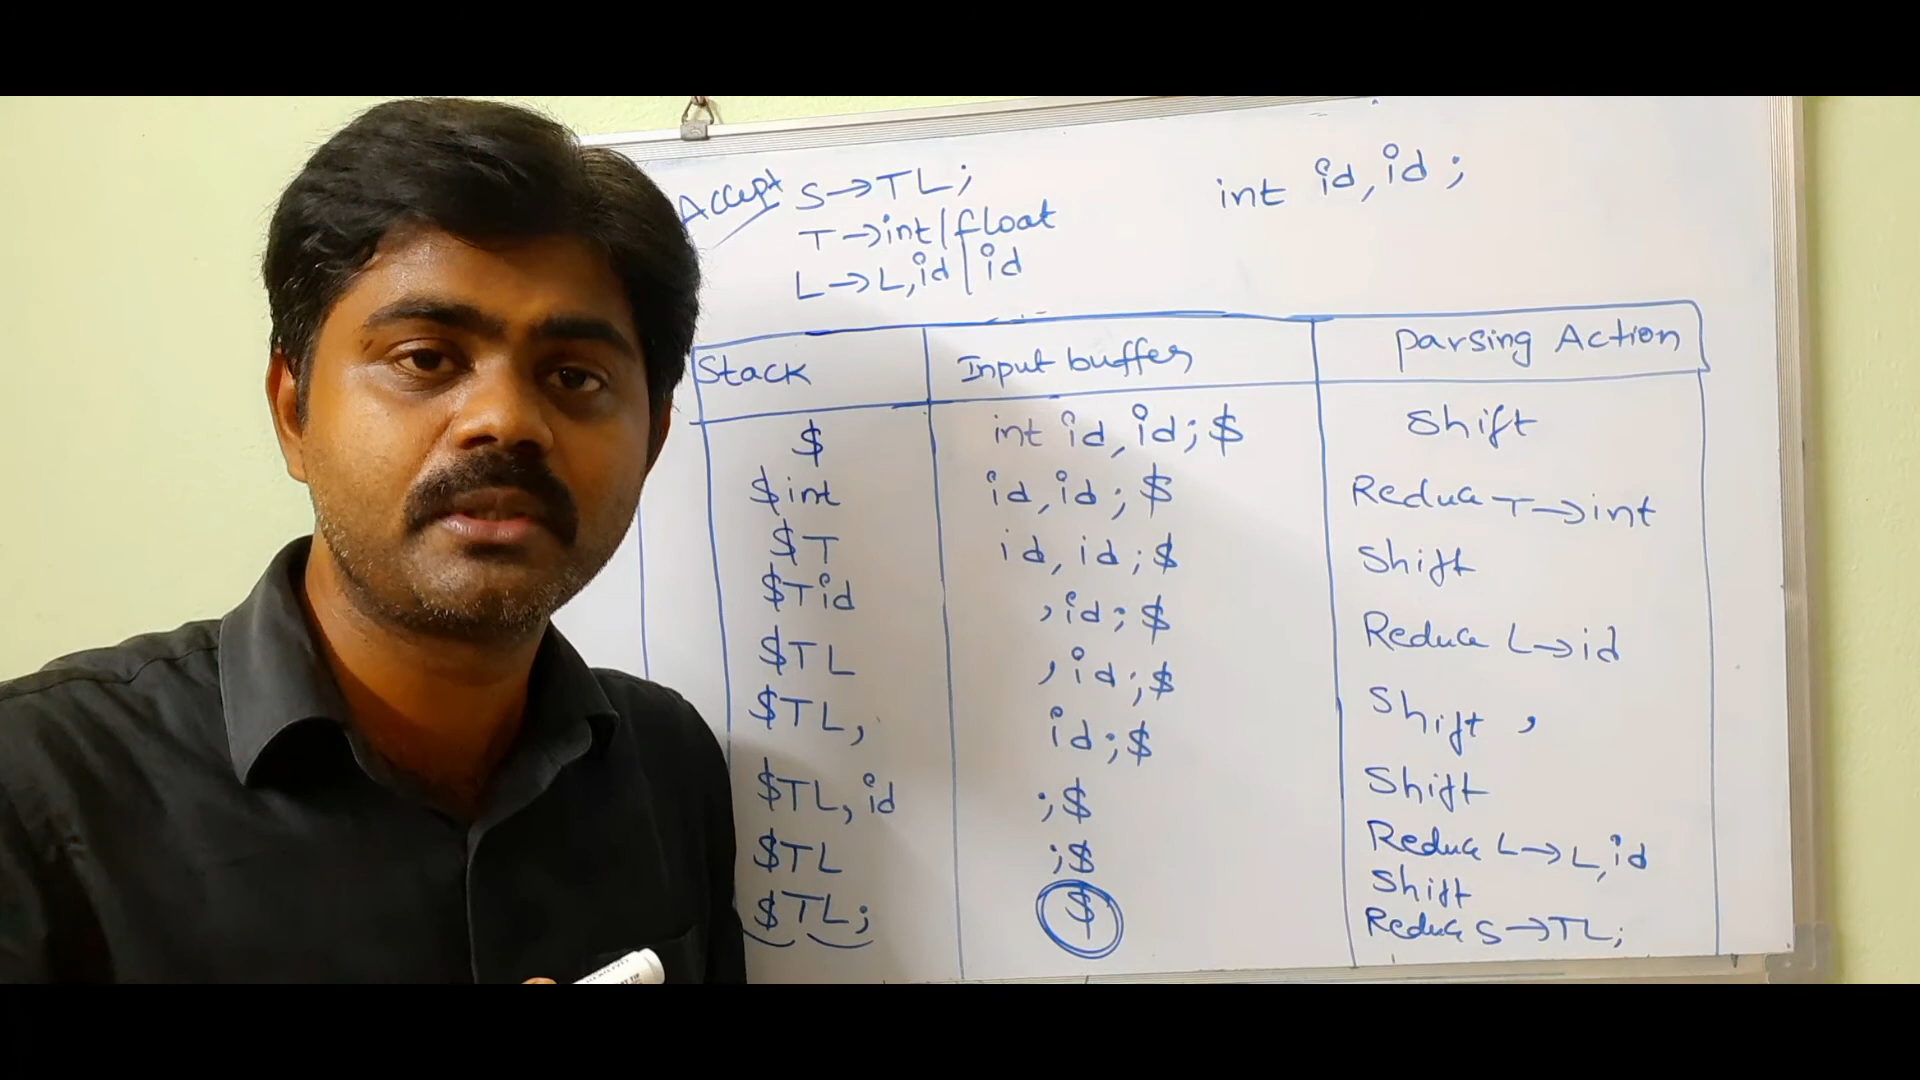 Accept S→TL;
T→int/float
L→L,id | id
int id, id ;
Stack Input buffer parsing Action
$ int id, id; $ Shift
$int id, id ; $ Reduce T→int
$T id, id ; $ Shift
$Tid , id ; $ Reduce L→id
$TL , id ; $ Shift ,
$TL, id ; $ Shift
$TL, id ; $ Reduce L→L,id
$TL ; $ Shift
$TL; $ Reduce S→TL;